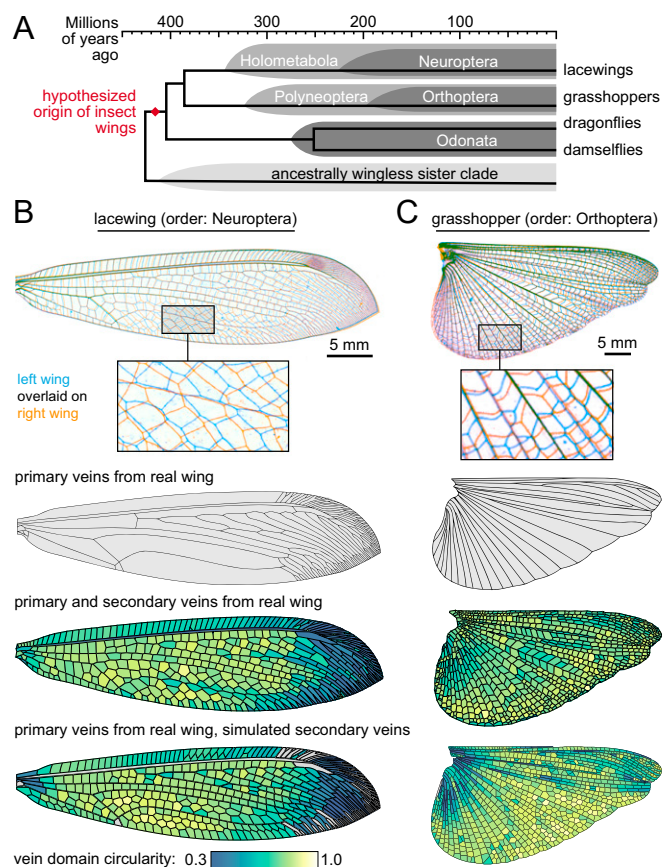 A
Millions
of years
ago
400
300
200
100
Holometabola
Neuroptera
lacewings
hypothesized
origin of insect
wings
Polyneoptera
Orthoptera
grasshoppers
dragonflies
Odonata
damselflies
ancestrally wingless sister clade
B
lacewing (order: Neuroptera)
5 mm
left wing
overlaid on
right wing
C
grasshopper (order: Orthoptera)
5 mm
primary veins from real wing
primary and secondary veins from real wing
primary veins from real wing, simulated secondary veins
vein domain circularity: 0.3 1.0